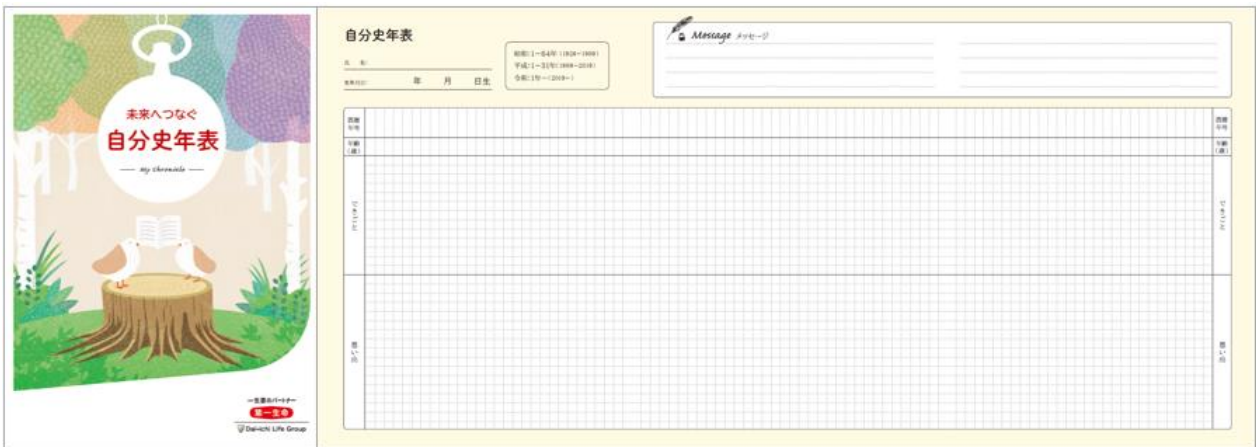 未来へつなぐ
自分史年表
My Chronicle
一生涯のパートナー
第一生命
Dai-ichi Life Group
自分史年表
氏 名:
年 月 日生
昭和:1~64年(1926~1989)
平成:1~31年(1989~2019)
令和:1年~(2019~)
Message メッセージ
西暦
年号
年齢
(歳)
できごと
思い出
西暦
年号
年齢
(歳)
できごと
思い出